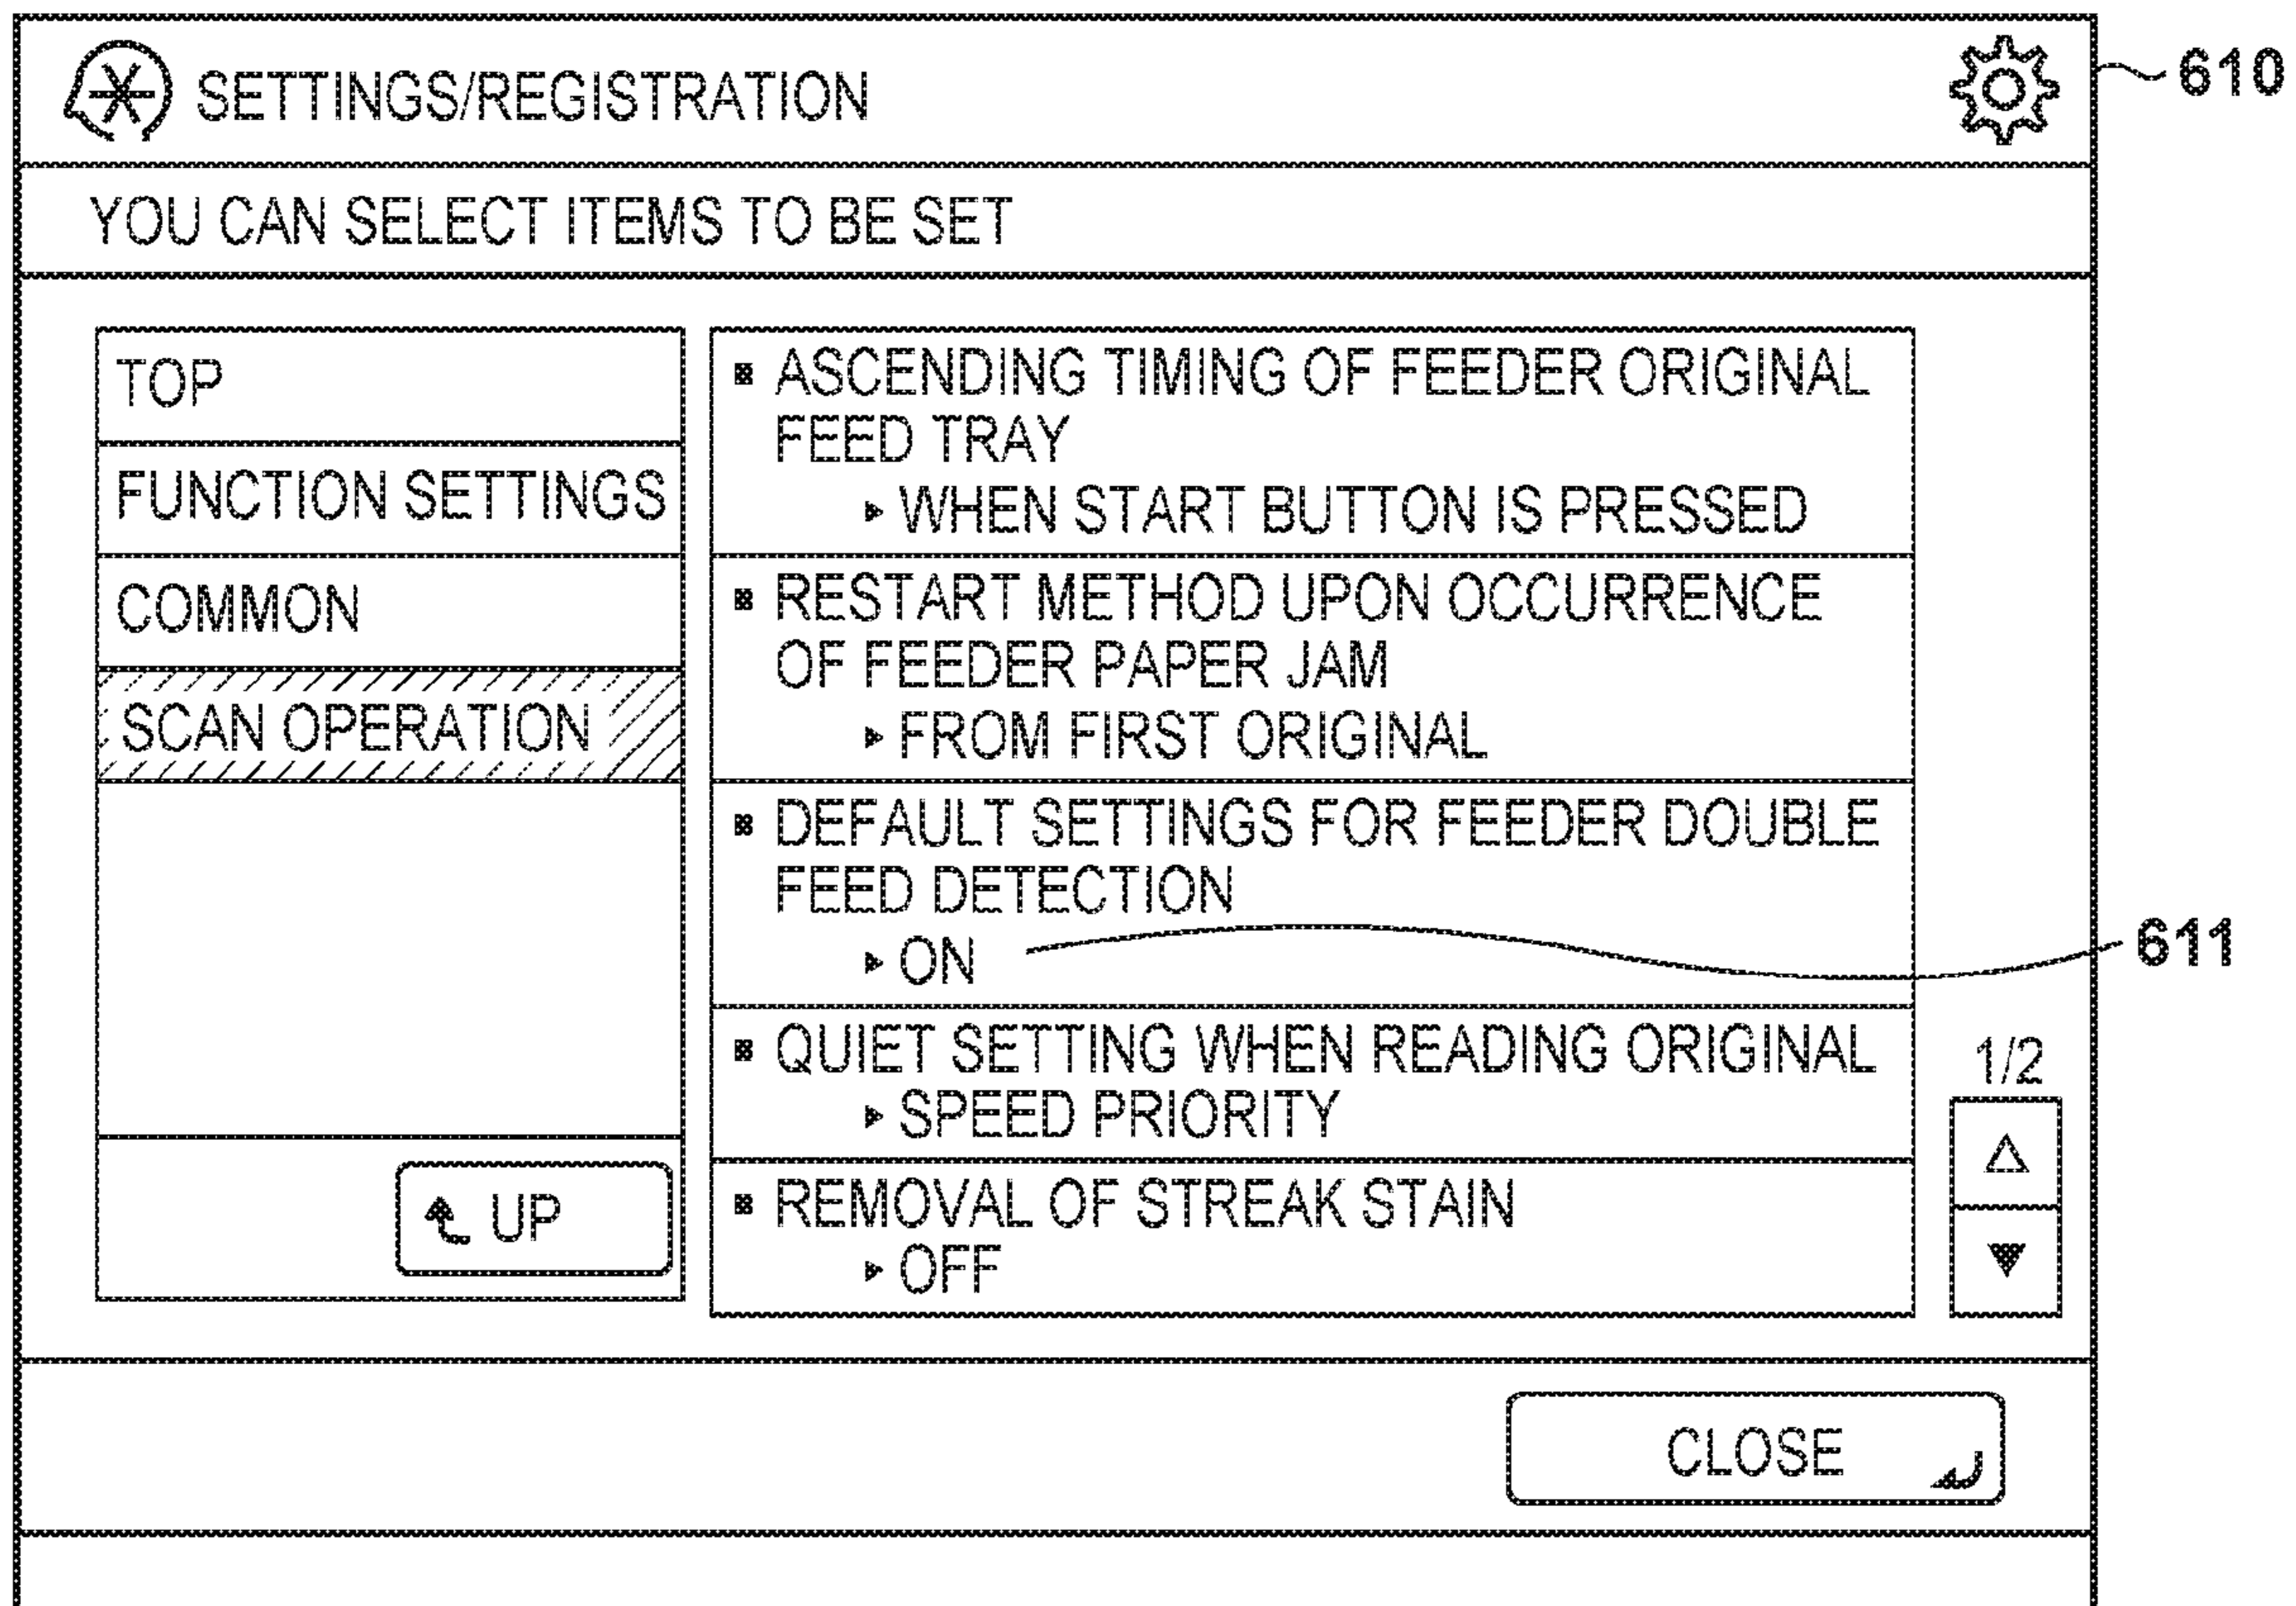 SETTINGS/REGISTRATION
610
YOU CAN SELECT ITEMS TO BE SET
TOP
FUNCTION SETTINGS
COMMON
SCAN OPERATION
UP
ASCENDING TIMING OF FEEDER ORIGINAL
FEED TRAY
WHEN START BUTTON IS PRESSED
RESTART METHOD UPON OCCURRENCE
OF FEEDER PAPER JAM
FROM FIRST ORIGINAL
DEFAULT SETTINGS FOR FEEDER DOUBLE
FEED DETECTION
ON
611
QUIET SETTING WHEN READING ORIGINAL
SPEED PRIORITY
REMOVAL OF STREAK STAIN
OFF
1/2
CLOSE